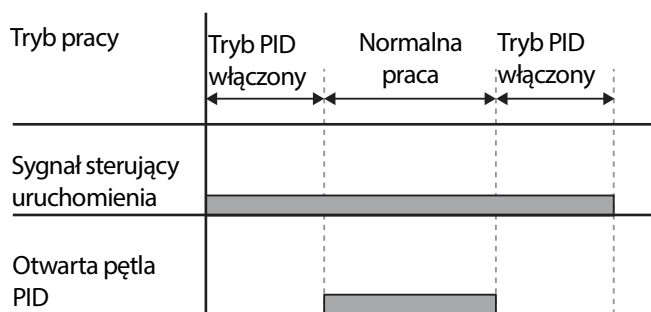 Tryb pracy
Tryb PID
włączony
Normalna
praca
Tryb PID
włączony
Sygnał sterujący
uruchomienia
Otwarta pętla
PID